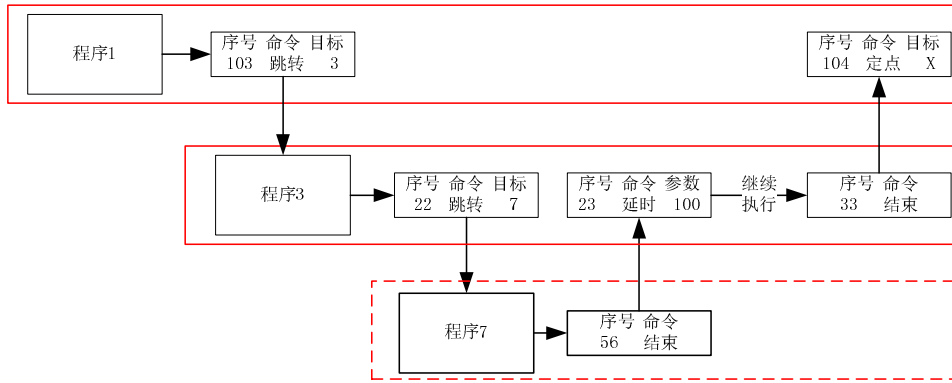 程序1
序号 命令 目标
103 跳转 3
序号 命令 目标
104 定点 X
程序3
序号 命令 目标
22 跳转 7
序号 命令 参数
23 延时 100
继续
执行
序号 命令
33 结束
程序7
序号 命令
56 结束